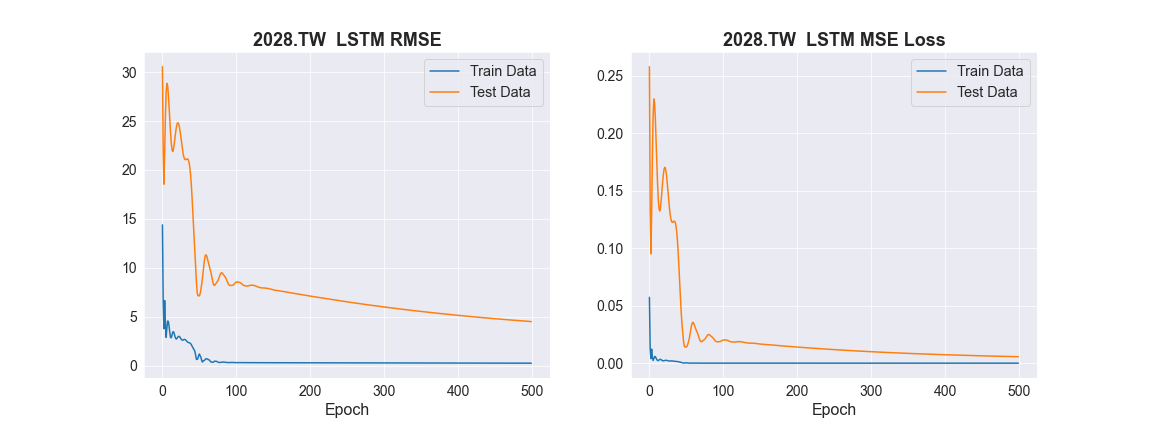 2028.TW  LSTM RMSE
Train Data
Test Data
30
25
20
15
10
5
0
0 100 200 300 400 500
Epoch
2028.TW  LSTM MSE Loss
Train Data
Test Data
0.25
0.20
0.15
0.10
0.05
0.00
0 100 200 300 400 500
Epoch